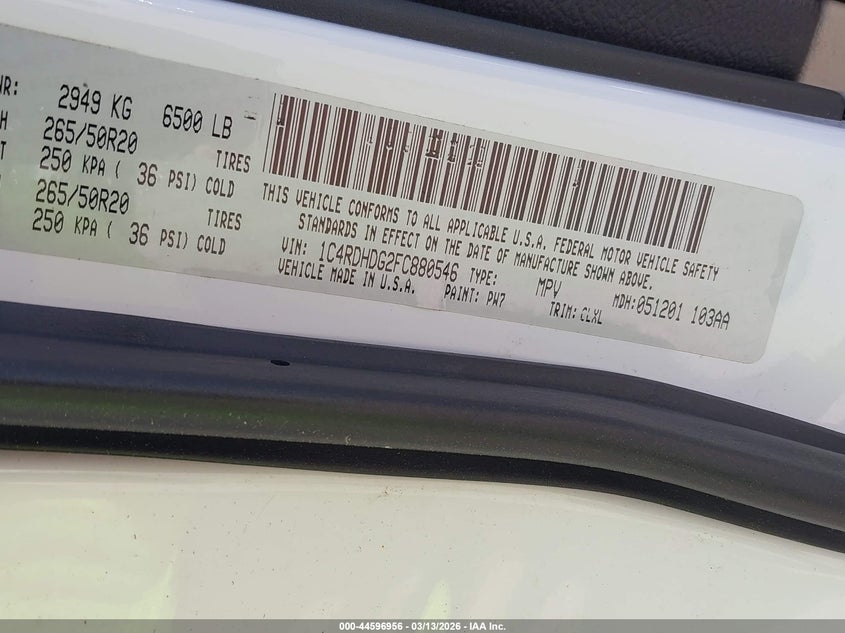 WR: 2949 KG 6500 LB
265/50R20 TIRES
250 KPA ( 36 PSI) COLD
265/50R20 TIRES
250 KPA ( 36 PSI) COLD
THIS VEHICLE CONFORMS TO ALL APPLICABLE U.S.A. FEDERAL MOTOR VEHICLE SAFETY
STANDARDS IN EFFECT ON THE DATE OF MANUFACTURE SHOWN ABOVE.
VIN: 1C4RDHDG2FC880546 TYPE: MPV MDH:051201 103AA
VEHICLE MADE IN U.S.A. PAINT: PW7 TRIM: CLXL
000-44596956 — 03/13/2026 — IAA Inc.